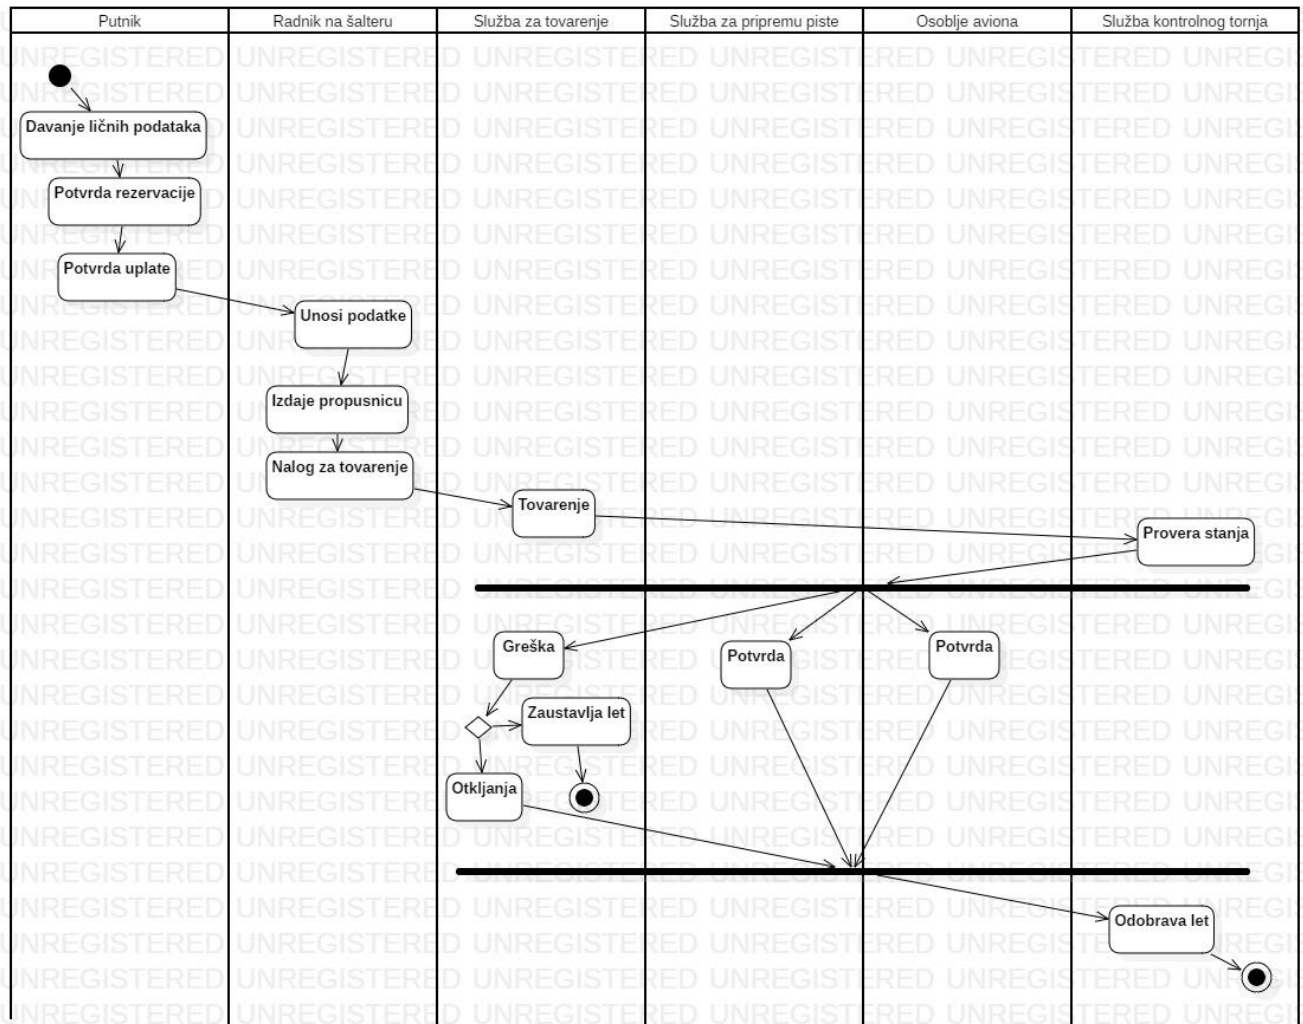 Putnik
Radnik na šalteru
Služba za tovarenje
Služba za pripremu piste
Osoblje aviona
Služba kontrolnog tornja
Davanje ličnih podataka
Potvrda rezervacije
Potvrda uplate
Unosi podatke
Izdaje propusnicu
Nalog za tovarenje
Tovarenje
Provera stanja
Greška
Potvrda
Potvrda
Zaustavlja let
Otkljanja
Odobrava let
UNREGISTERED